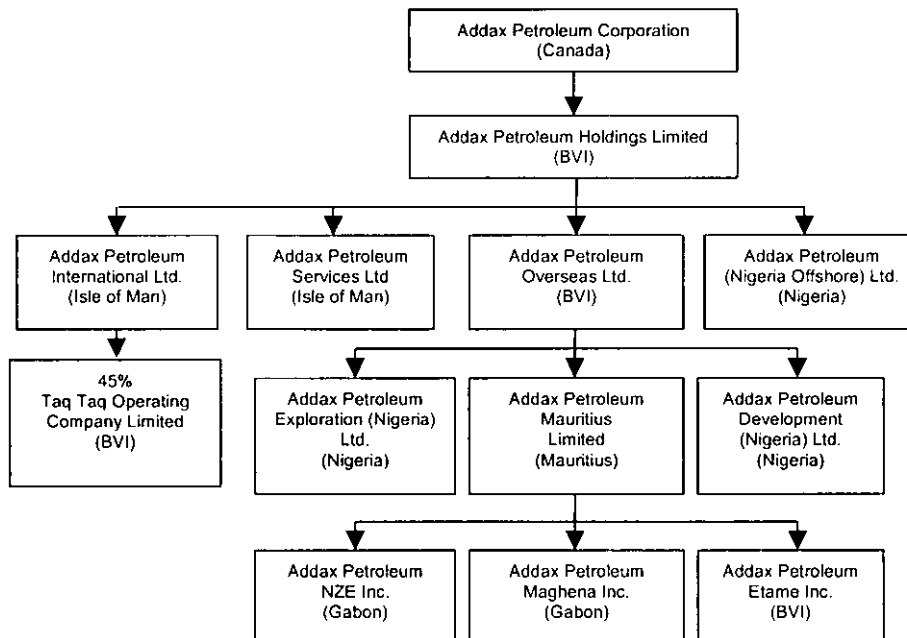 Addax Petroleum Corporation
(Canada)
Addax Petroleum Holdings Limited
(BVI)
Addax Petroleum
International Ltd.
(Isle of Man)
Addax Petroleum
Services Ltd
(Isle of Man)
Addax Petroleum
Overseas Ltd.
(BVI)
Addax Petroleum
(Nigeria Offshore) Ltd.
(Nigeria)
45%
Taq Taq Operating
Company Limited
(BVI)
Addax Petroleum
Exploration (Nigeria)
Ltd.
(Nigeria)
Addax Petroleum
Mauritius
Limited
(Mauritius)
Addax Petroleum
Development
(Nigeria) Ltd.
(Nigeria)
Addax Petroleum
NZE Inc.
(Gabon)
Addax Petroleum
Maghena Inc.
(Gabon)
Addax Petroleum
Etame Inc.
(BVI)